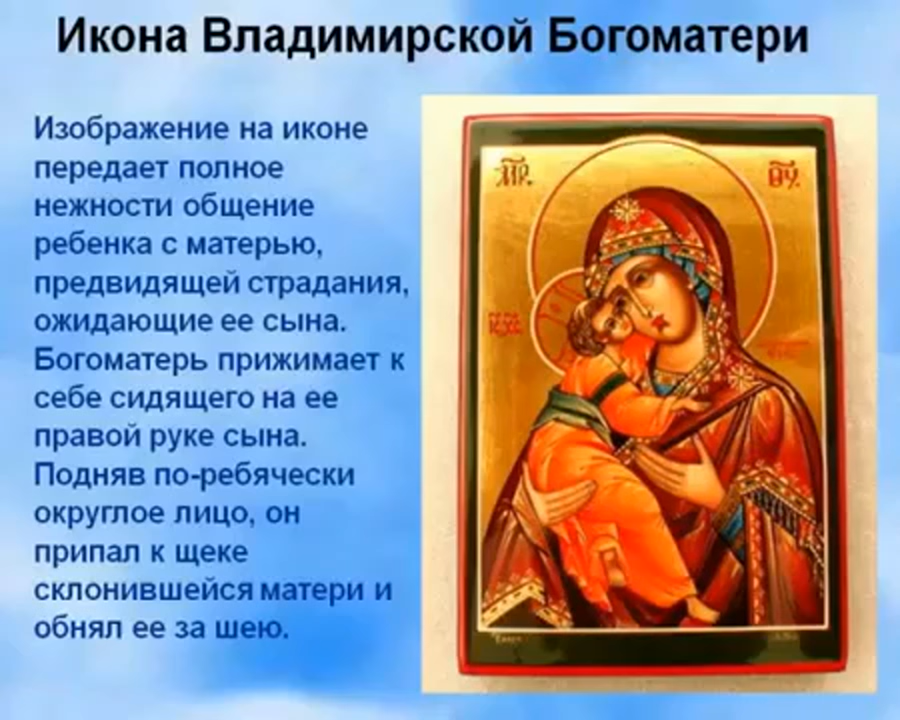 Икона Владимирской Богоматери
Изображение на иконе
передает полное
нежности общение
ребенка с матерью,
предвидящей страдания,
ожидающие ее сына.
Богоматерь прижимает к
себе сидящего на ее
правой руке сына.
Подняв по-ребячески
округлое лицо, он
припал к щеке
склонившейся матери и
обнял ее за шею.
МР.
ѲУ.